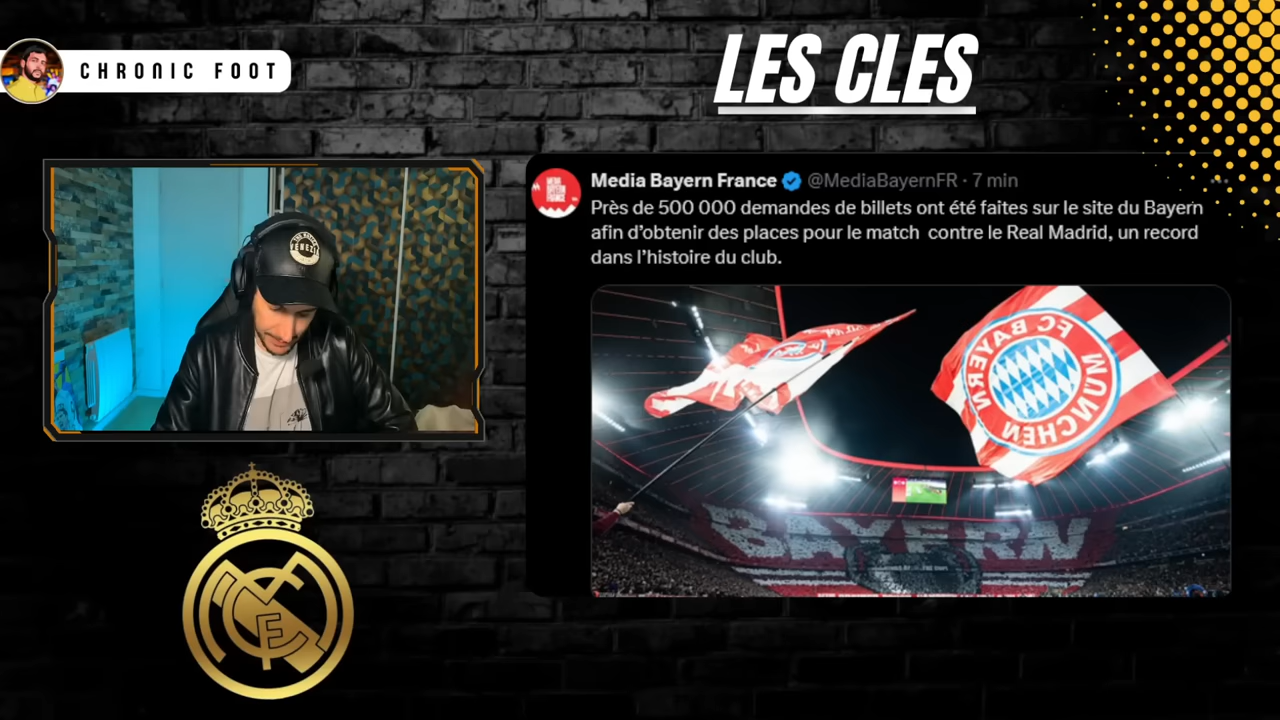 CHRONIC FOOT
LES CLES
Media Bayern France @MediaBayernFR · 7 min
Près de 500 000 demandes de billets ont été faites sur le site du Bayern
afin d'obtenir des places pour le match contre le Real Madrid, un record
dans l'histoire du club.
FC BAYERN MÜNCHEN
BAYERN